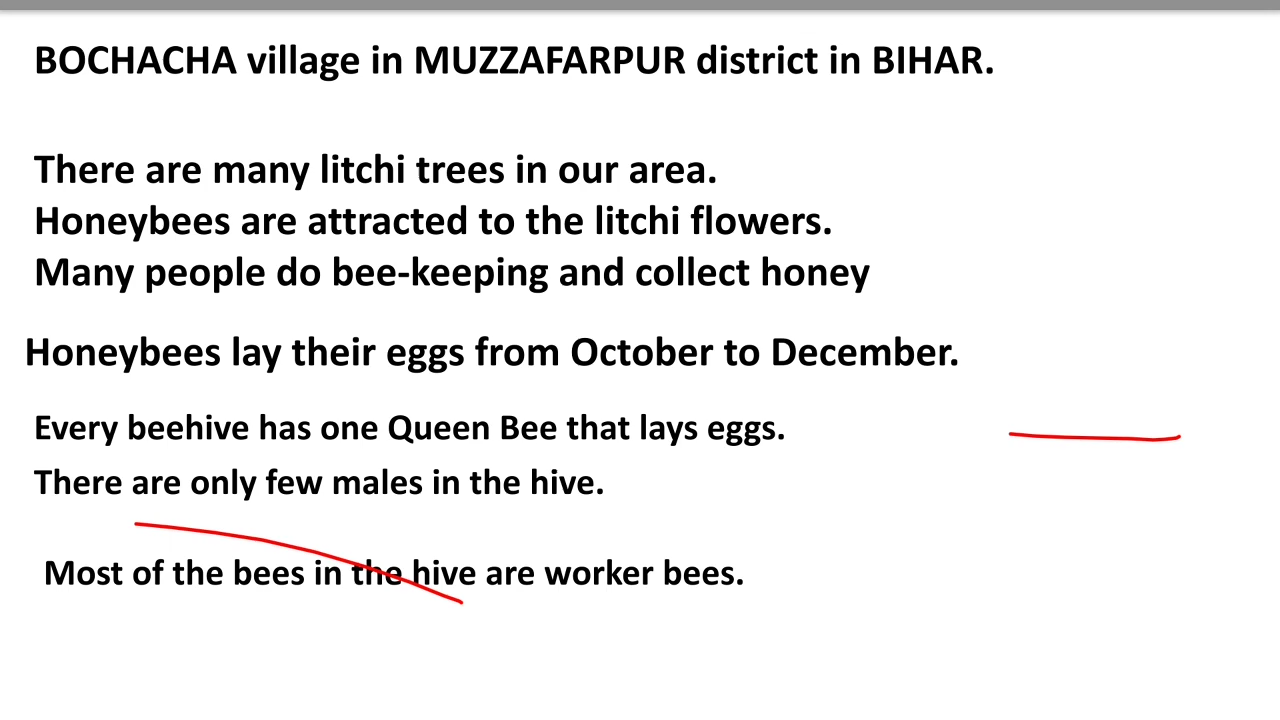 BOCHACHA village in MUZZAFARPUR district in BIHAR.
There are many litchi trees in our area.
Honeybees are attracted to the litchi flowers.
Many people do bee-keeping and collect honey
Honeybees lay their eggs from October to December.
Every beehive has one Queen Bee that lays eggs.
There are only few males in the hive.
Most of the bees in the hive are worker bees.